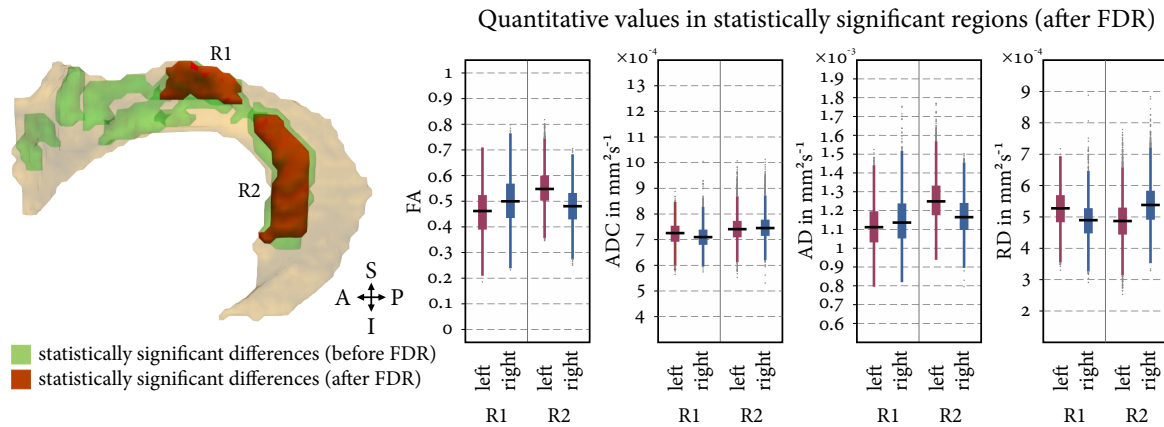 Quantitative values in statistically significant regions (after FDR)
R1
R2
S
A P
I
statistically significant differences (before FDR)
statistically significant differences (after FDR)
FA
1
0.9
0.8
0.7
0.6
0.5
0.4
0.3
0.2
0.1
0
left
right
left
right
R1
R2
×10⁻⁴
ADC in mm²s⁻¹
14
13
12
11
10
9
8
7
6
5
4
left
right
left
right
R1
R2
×10⁻³
AD in mm²s⁻¹
2
1.9
1.8
1.7
1.6
1.5
1.4
1.3
1.2
1.1
1
0.9
0.8
0.7
0.6
left
right
left
right
R1
R2
×10⁻⁴
RD in mm²s⁻¹
10
9
8
7
6
5
4
3
2
left
right
left
right
R1
R2